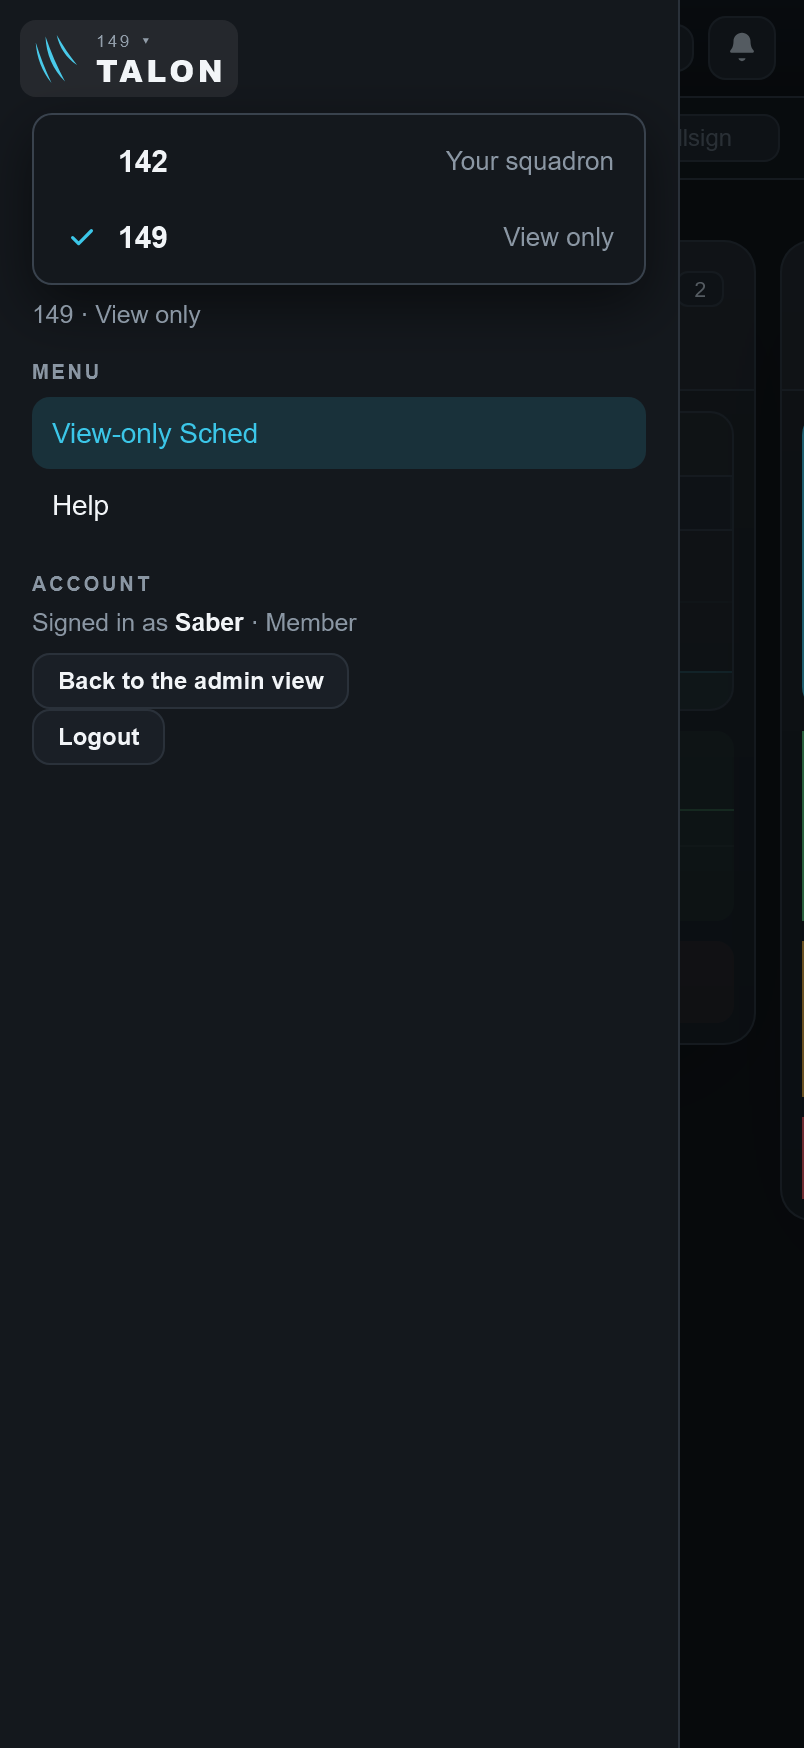 149 ▾
TALON
142 Your squadron
149 View only
149 · View only
MENU
View-only Sched
Help
ACCOUNT
Signed in as Saber · Member
Back to the admin view
Logout
2